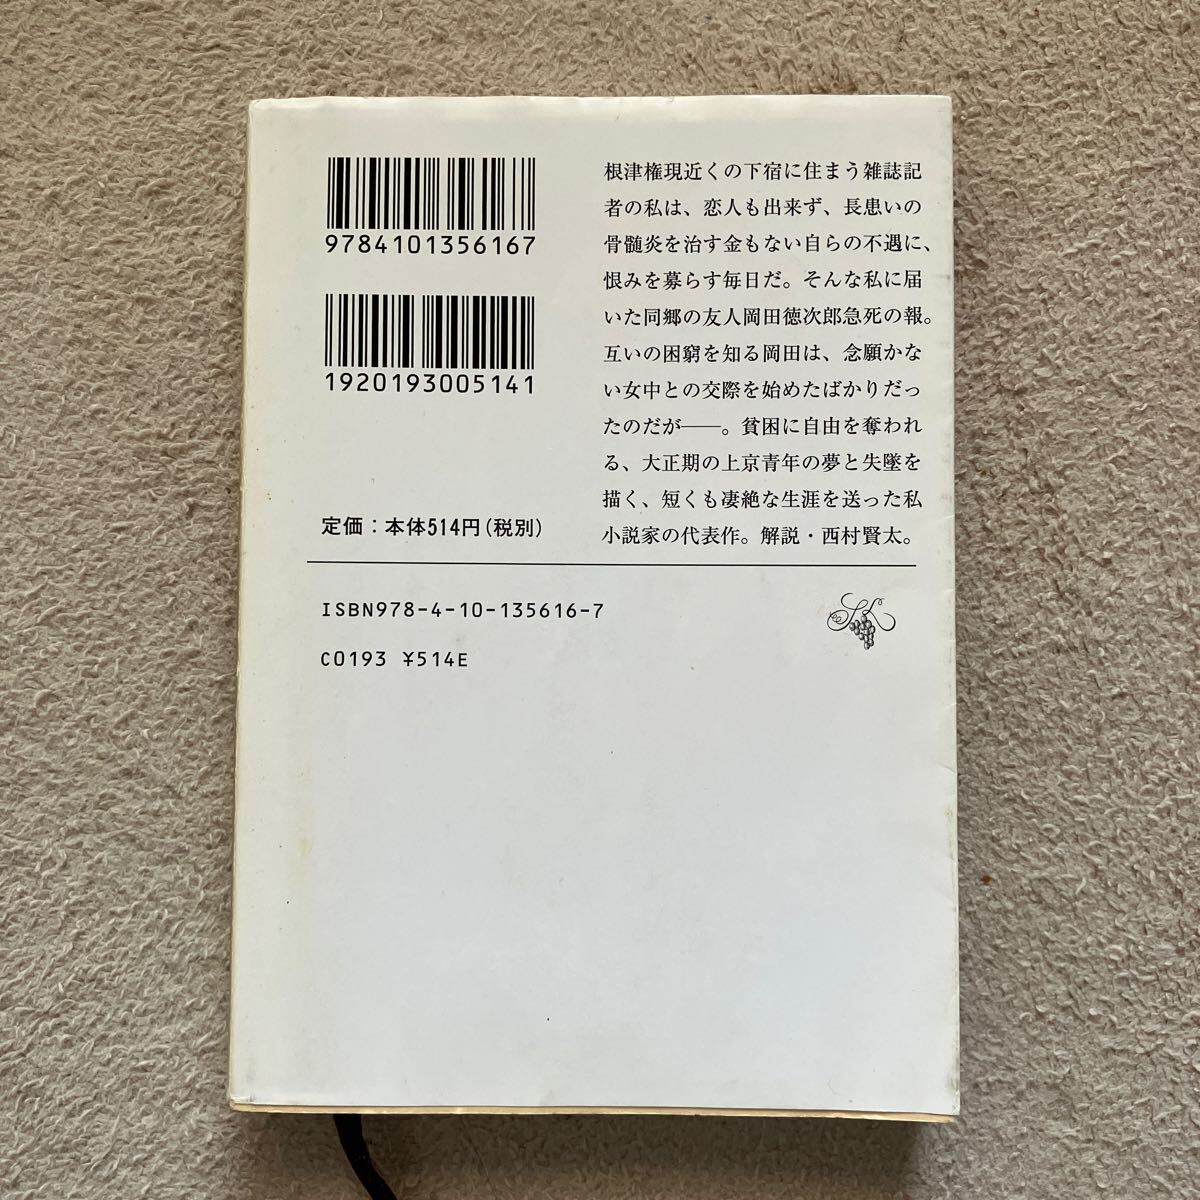 9784101356167
1920193005141
定価：本体514円（税別）
根津権現近くの下宿に住まう雑誌記
者の私は、恋人も出来ず、長患いの
骨髄炎を治す金もない自らの不遇に、
恨みを募らす毎日だ。そんな私に届
いた同郷の友人岡田徳次郎急死の報。
互いの困窮を知る岡田は、念願かな
い女中との交際を始めたばかりだっ
たのだが――。貧困に自由を奪われ
る、大正期の上京青年の夢と失墜を
描く、短くも凄絶な生涯を送った私
小説家の代表作。解説・西村賢太。
ISBN978-4-10-135616-7
C0193 ¥514E